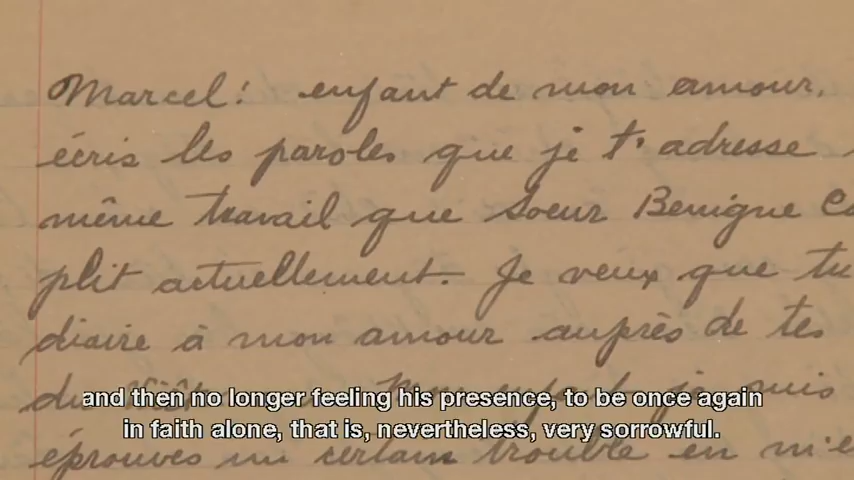 Marcel! enfant de mon amour,
écris les paroles que je t'adresse
même travail que Soeur Benigne
plit actuellement. Je veux que tu
diaire à mon amour auprès de tes
du suis
and then no longer feeling his presence, to be once again
in faith alone, that is, nevertheless, very sorrowful.
éprouves un certain trouble en